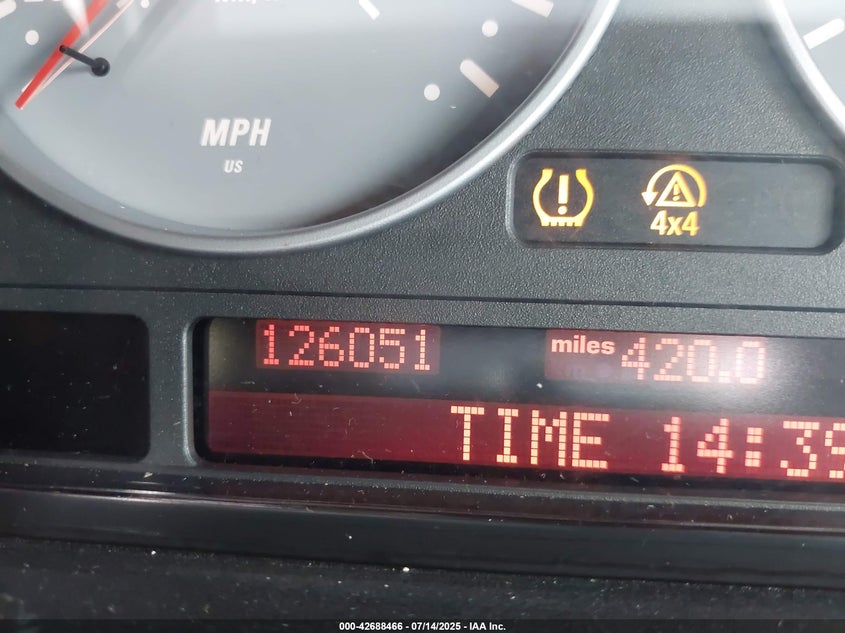 MPH
US
4x4
126051 miles 420.0
TIME 14:39
000-42688466 - 07/14/2025 - IAA Inc.